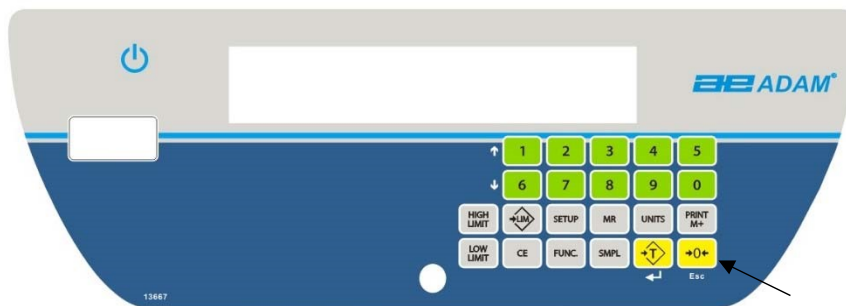 ae ADAM®
1 2 3 4 5
6 7 8 9 0
HIGH LIMIT →LIM SETUP MR UNITS PRINT M+
LOW LIMIT CE FUNC. SMPL →T →0←
Esc
13667